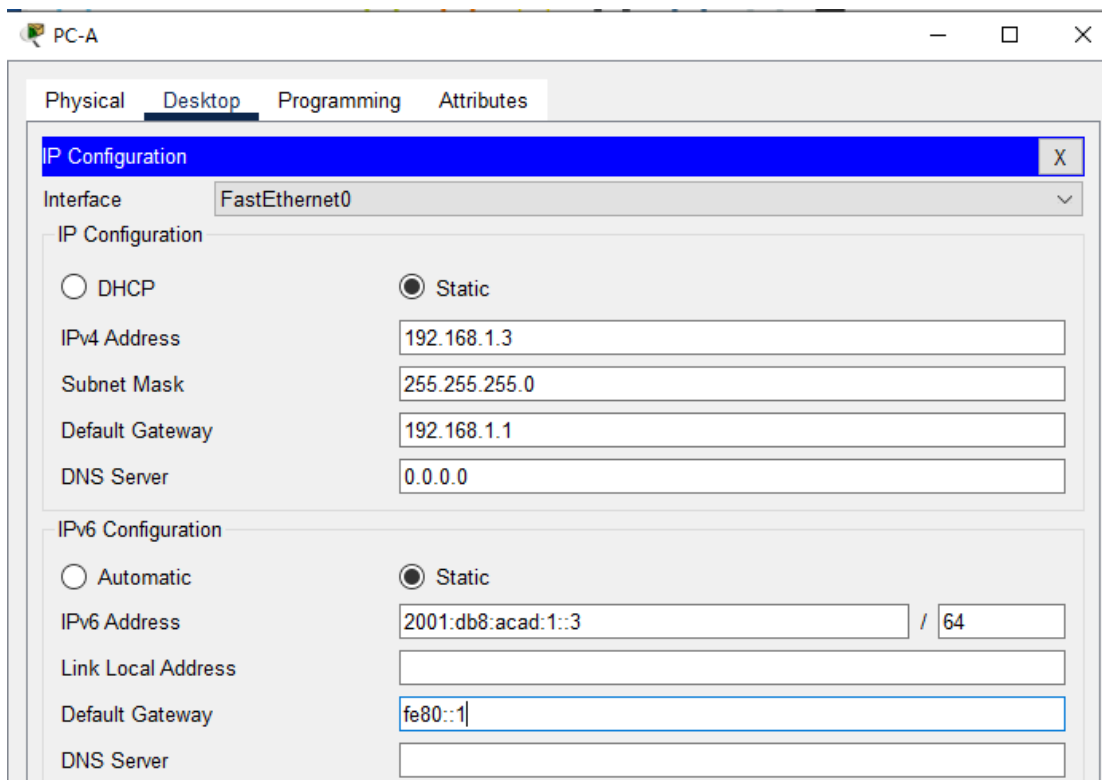 PC-A
Physical Desktop Programming Attributes
IP Configuration X
Interface FastEthernet0
IP Configuration
DHCP Static
IPv4 Address 192.168.1.3
Subnet Mask 255.255.255.0
Default Gateway 192.168.1.1
DNS Server 0.0.0.0
IPv6 Configuration
Automatic Static
IPv6 Address 2001:db8:acad:1::3 / 64
Link Local Address
Default Gateway fe80::1
DNS Server